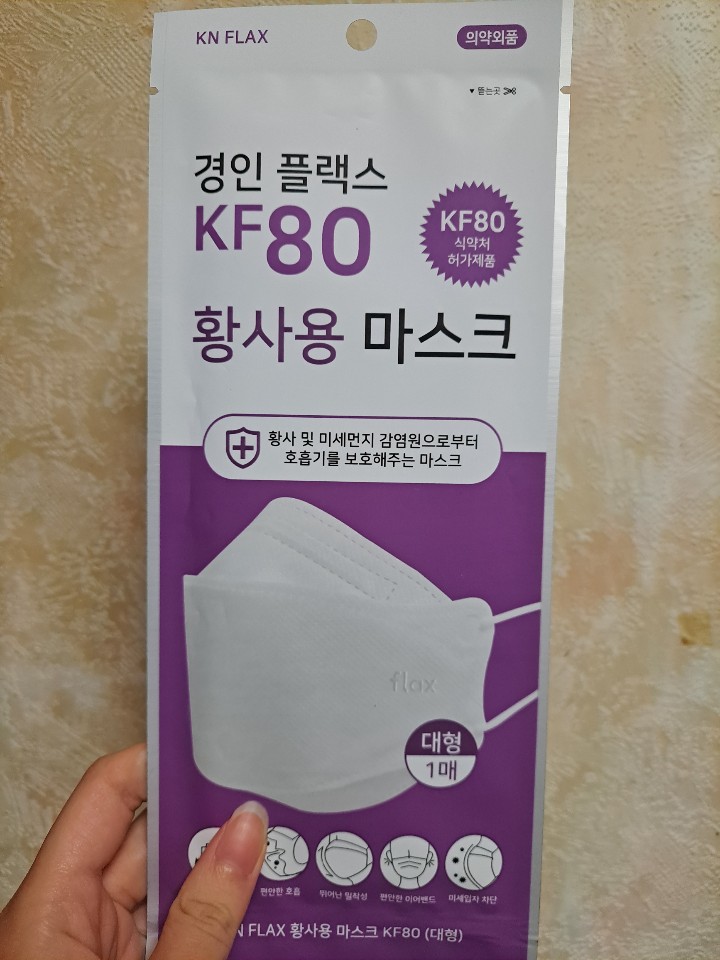 KN FLAX
의약외품
▼ 뜯는곳
경인 플랙스
KF80
KF80
식약처
허가제품
황사용 마스크
황사 및 미세먼지 감염원으로부터
호흡기를 보호해주는 마스크
flax
대형
1매
편안한 호흡
뛰어난 밀착성
편안한 이어밴드
미세입자 차단
N FLAX 황사용 마스크 KF80 (대형)